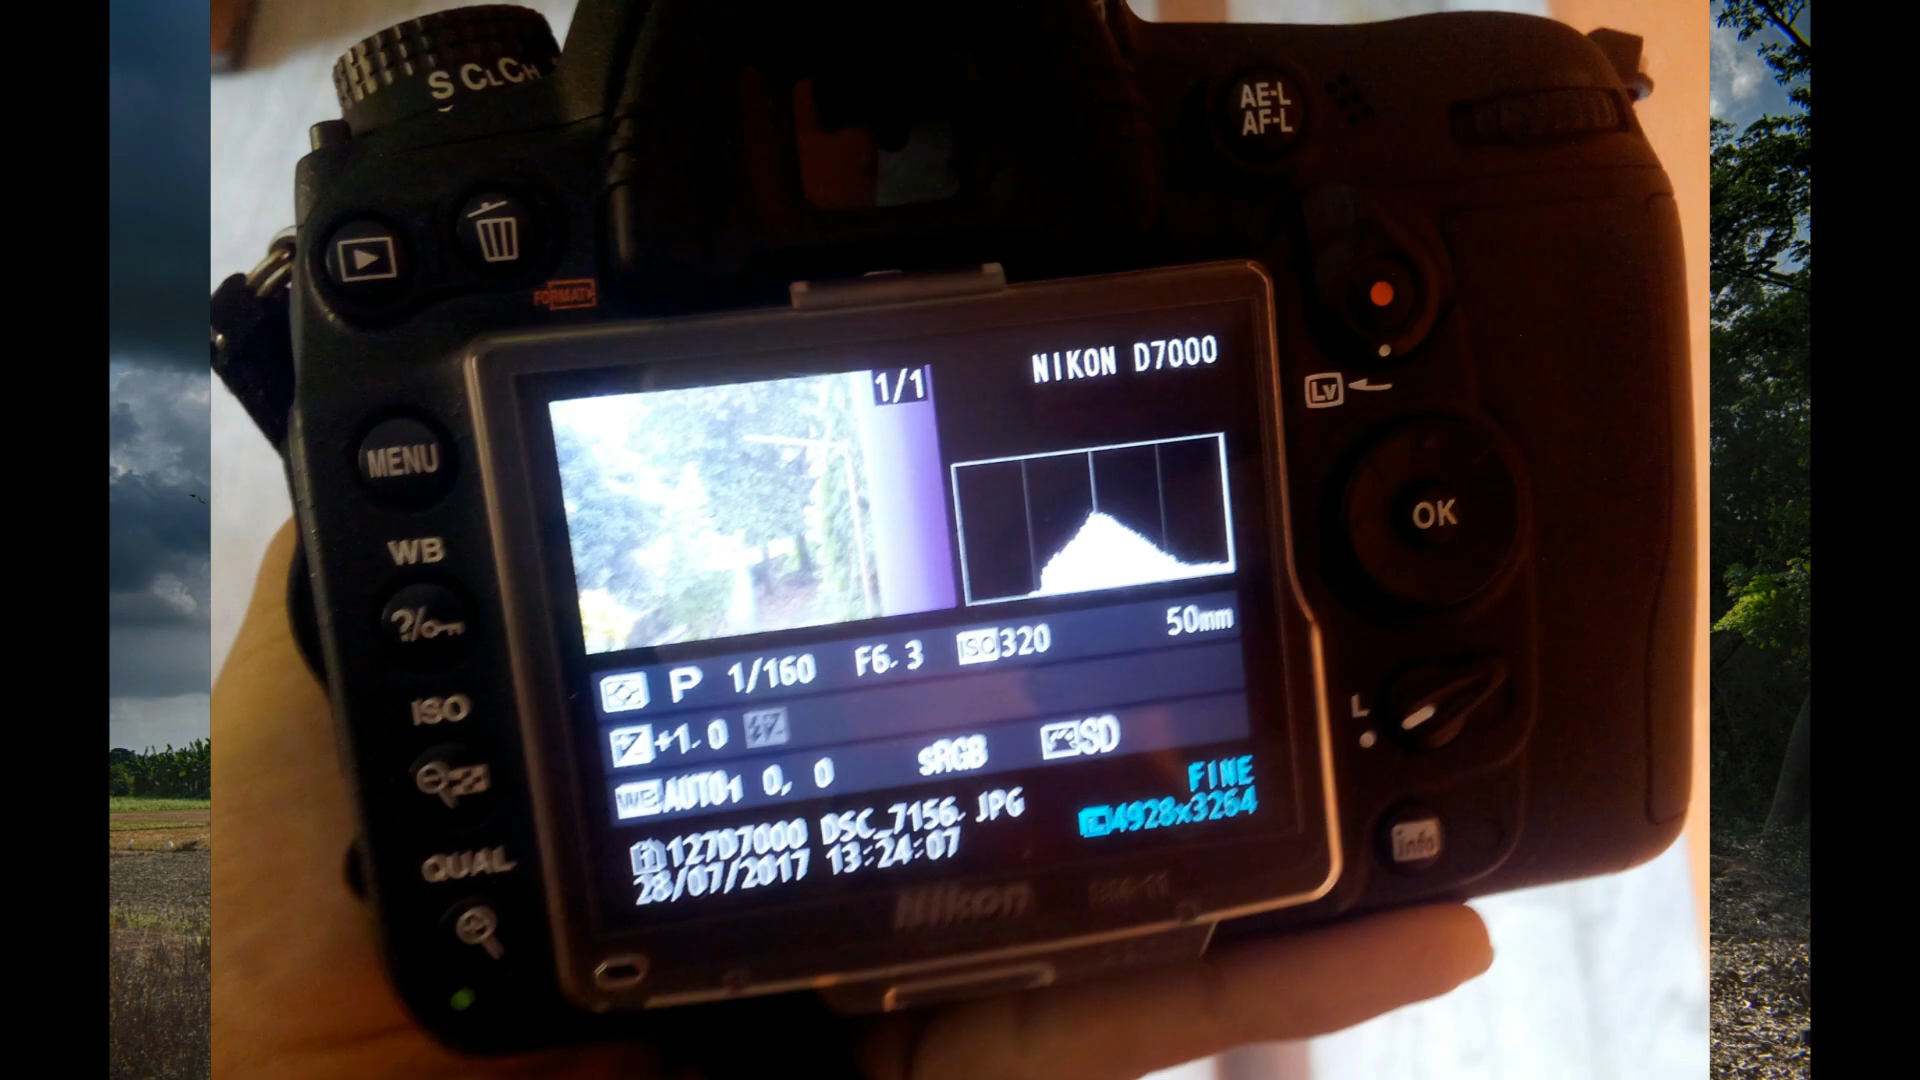 S CL CH
AE-L
AF-L
FORMAT
1/1
NIKON D7000
Lv
MENU
OK
WB
?/
ISO
QUAL
L
info
P 1/160 F6.3 ISO 320 50mm
+1.0
WB AUTO1 0, 0 sRGB SD
FINE
127D7000 DSC_7156.JPG L 4928x3264
28/07/2017 13:24:07
Nikon